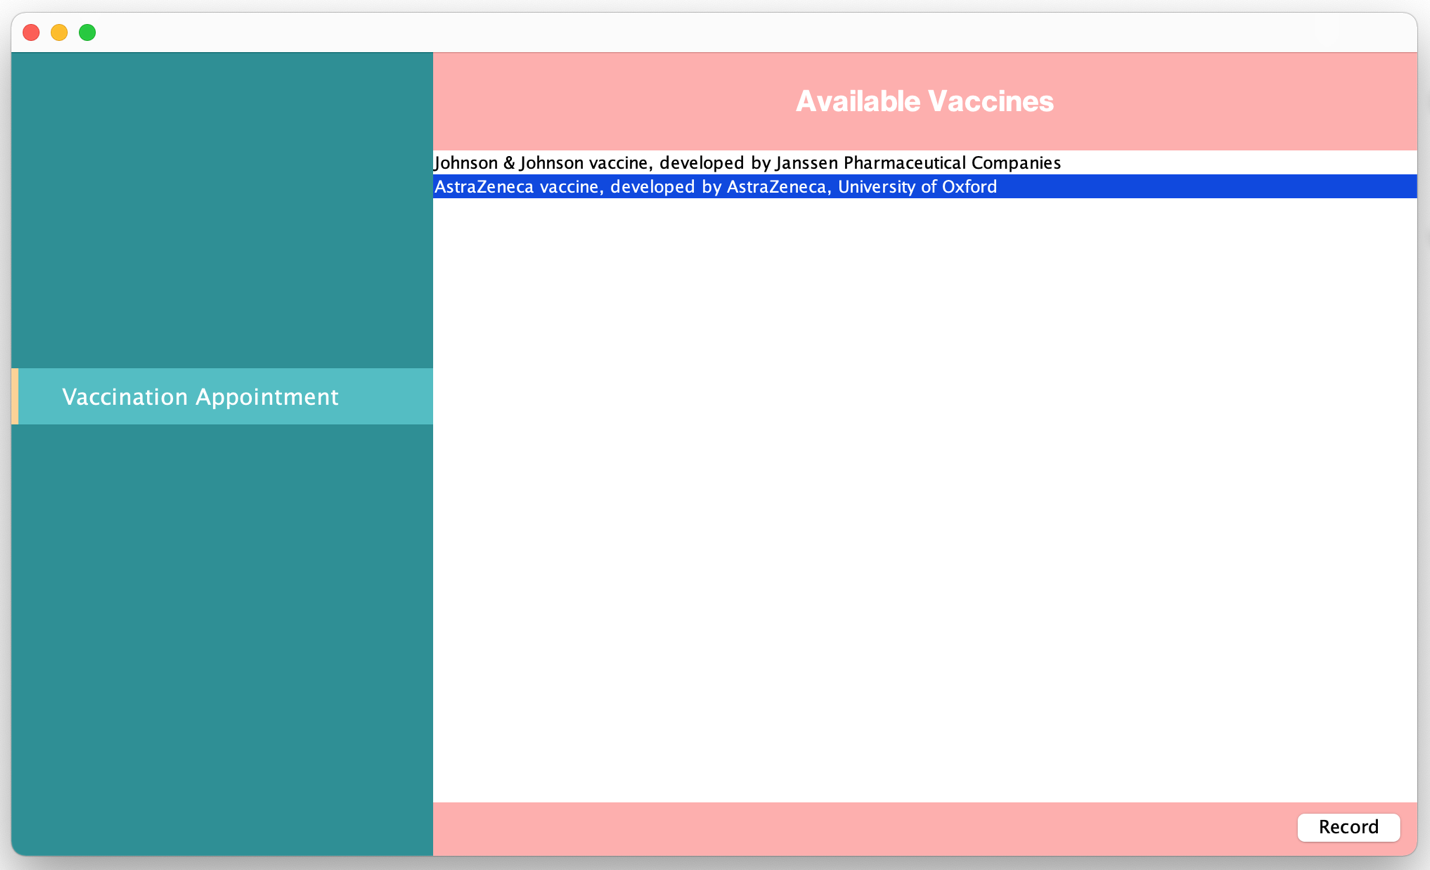 Available Vaccines
Johnson & Johnson vaccine, developed by Janssen Pharmaceutical Companies
AstraZeneca vaccine, developed by AstraZeneca, University of Oxford
Vaccination Appointment
Record